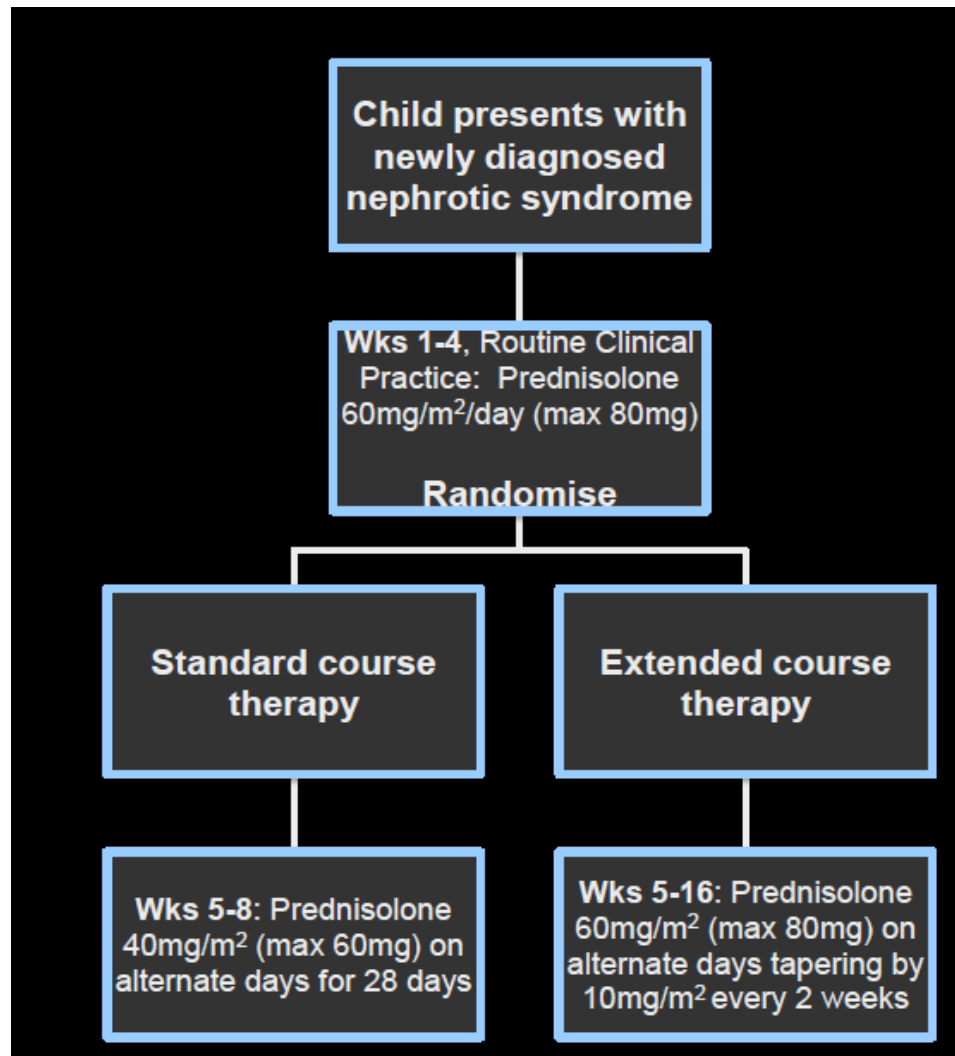 Child presents with
newly diagnosed
nephrotic syndrome
Wks 1-4, Routine Clinical
Practice:  Prednisolone
60mg/m²/day (max 80mg)
Randomise
Standard course
therapy
Extended course
therapy
Wks 5-8: Prednisolone
40mg/m² (max 60mg) on
alternate days for 28 days
Wks 5-16: Prednisolone
60mg/m² (max 80mg) on
alternate days tapering by
10mg/m² every 2 weeks